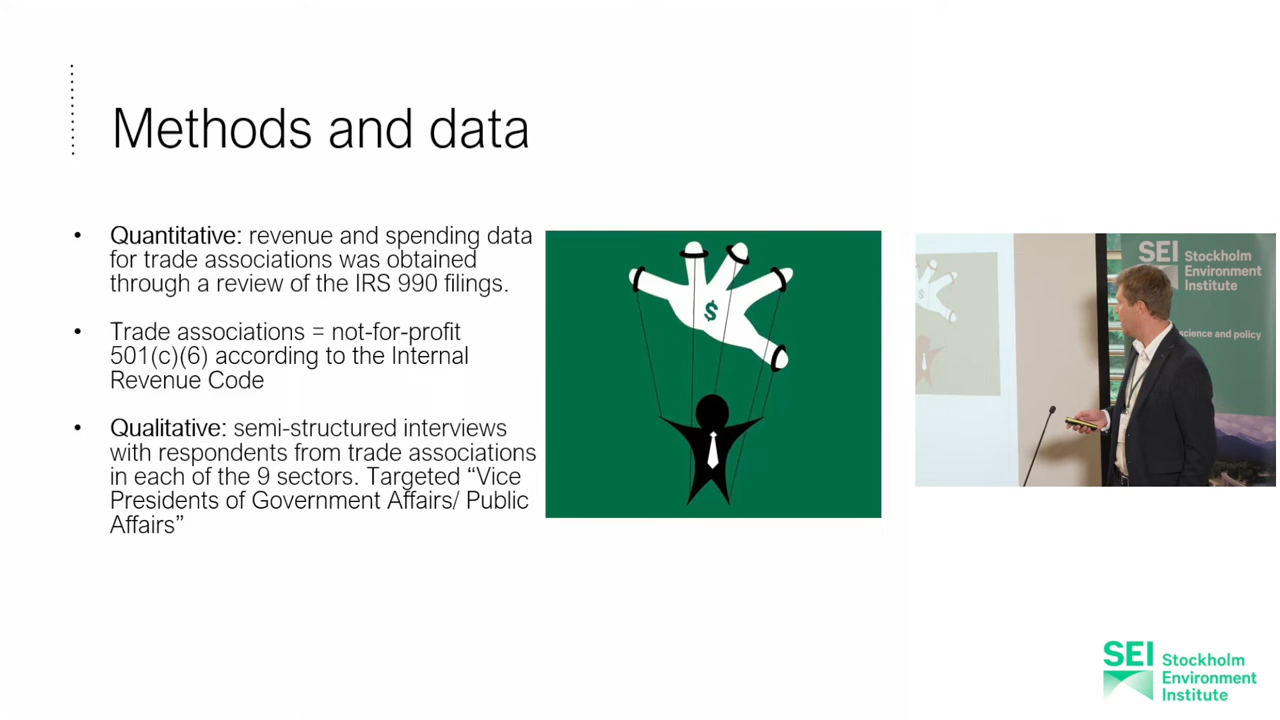 Methods and data
• Quantitative: revenue and spending data
for trade associations was obtained
through a review of the IRS 990 filings.
• Trade associations = not-for-profit
501(c)(6) according to the Internal
Revenue Code
• Qualitative: semi-structured interviews
with respondents from trade associations
in each of the 9 sectors. Targeted “Vice
Presidents of Government Affairs/ Public
Affairs”
$
$
SEI Stockholm
Environment
Institute
science and policy
SEI Stockholm
Environment
Institute